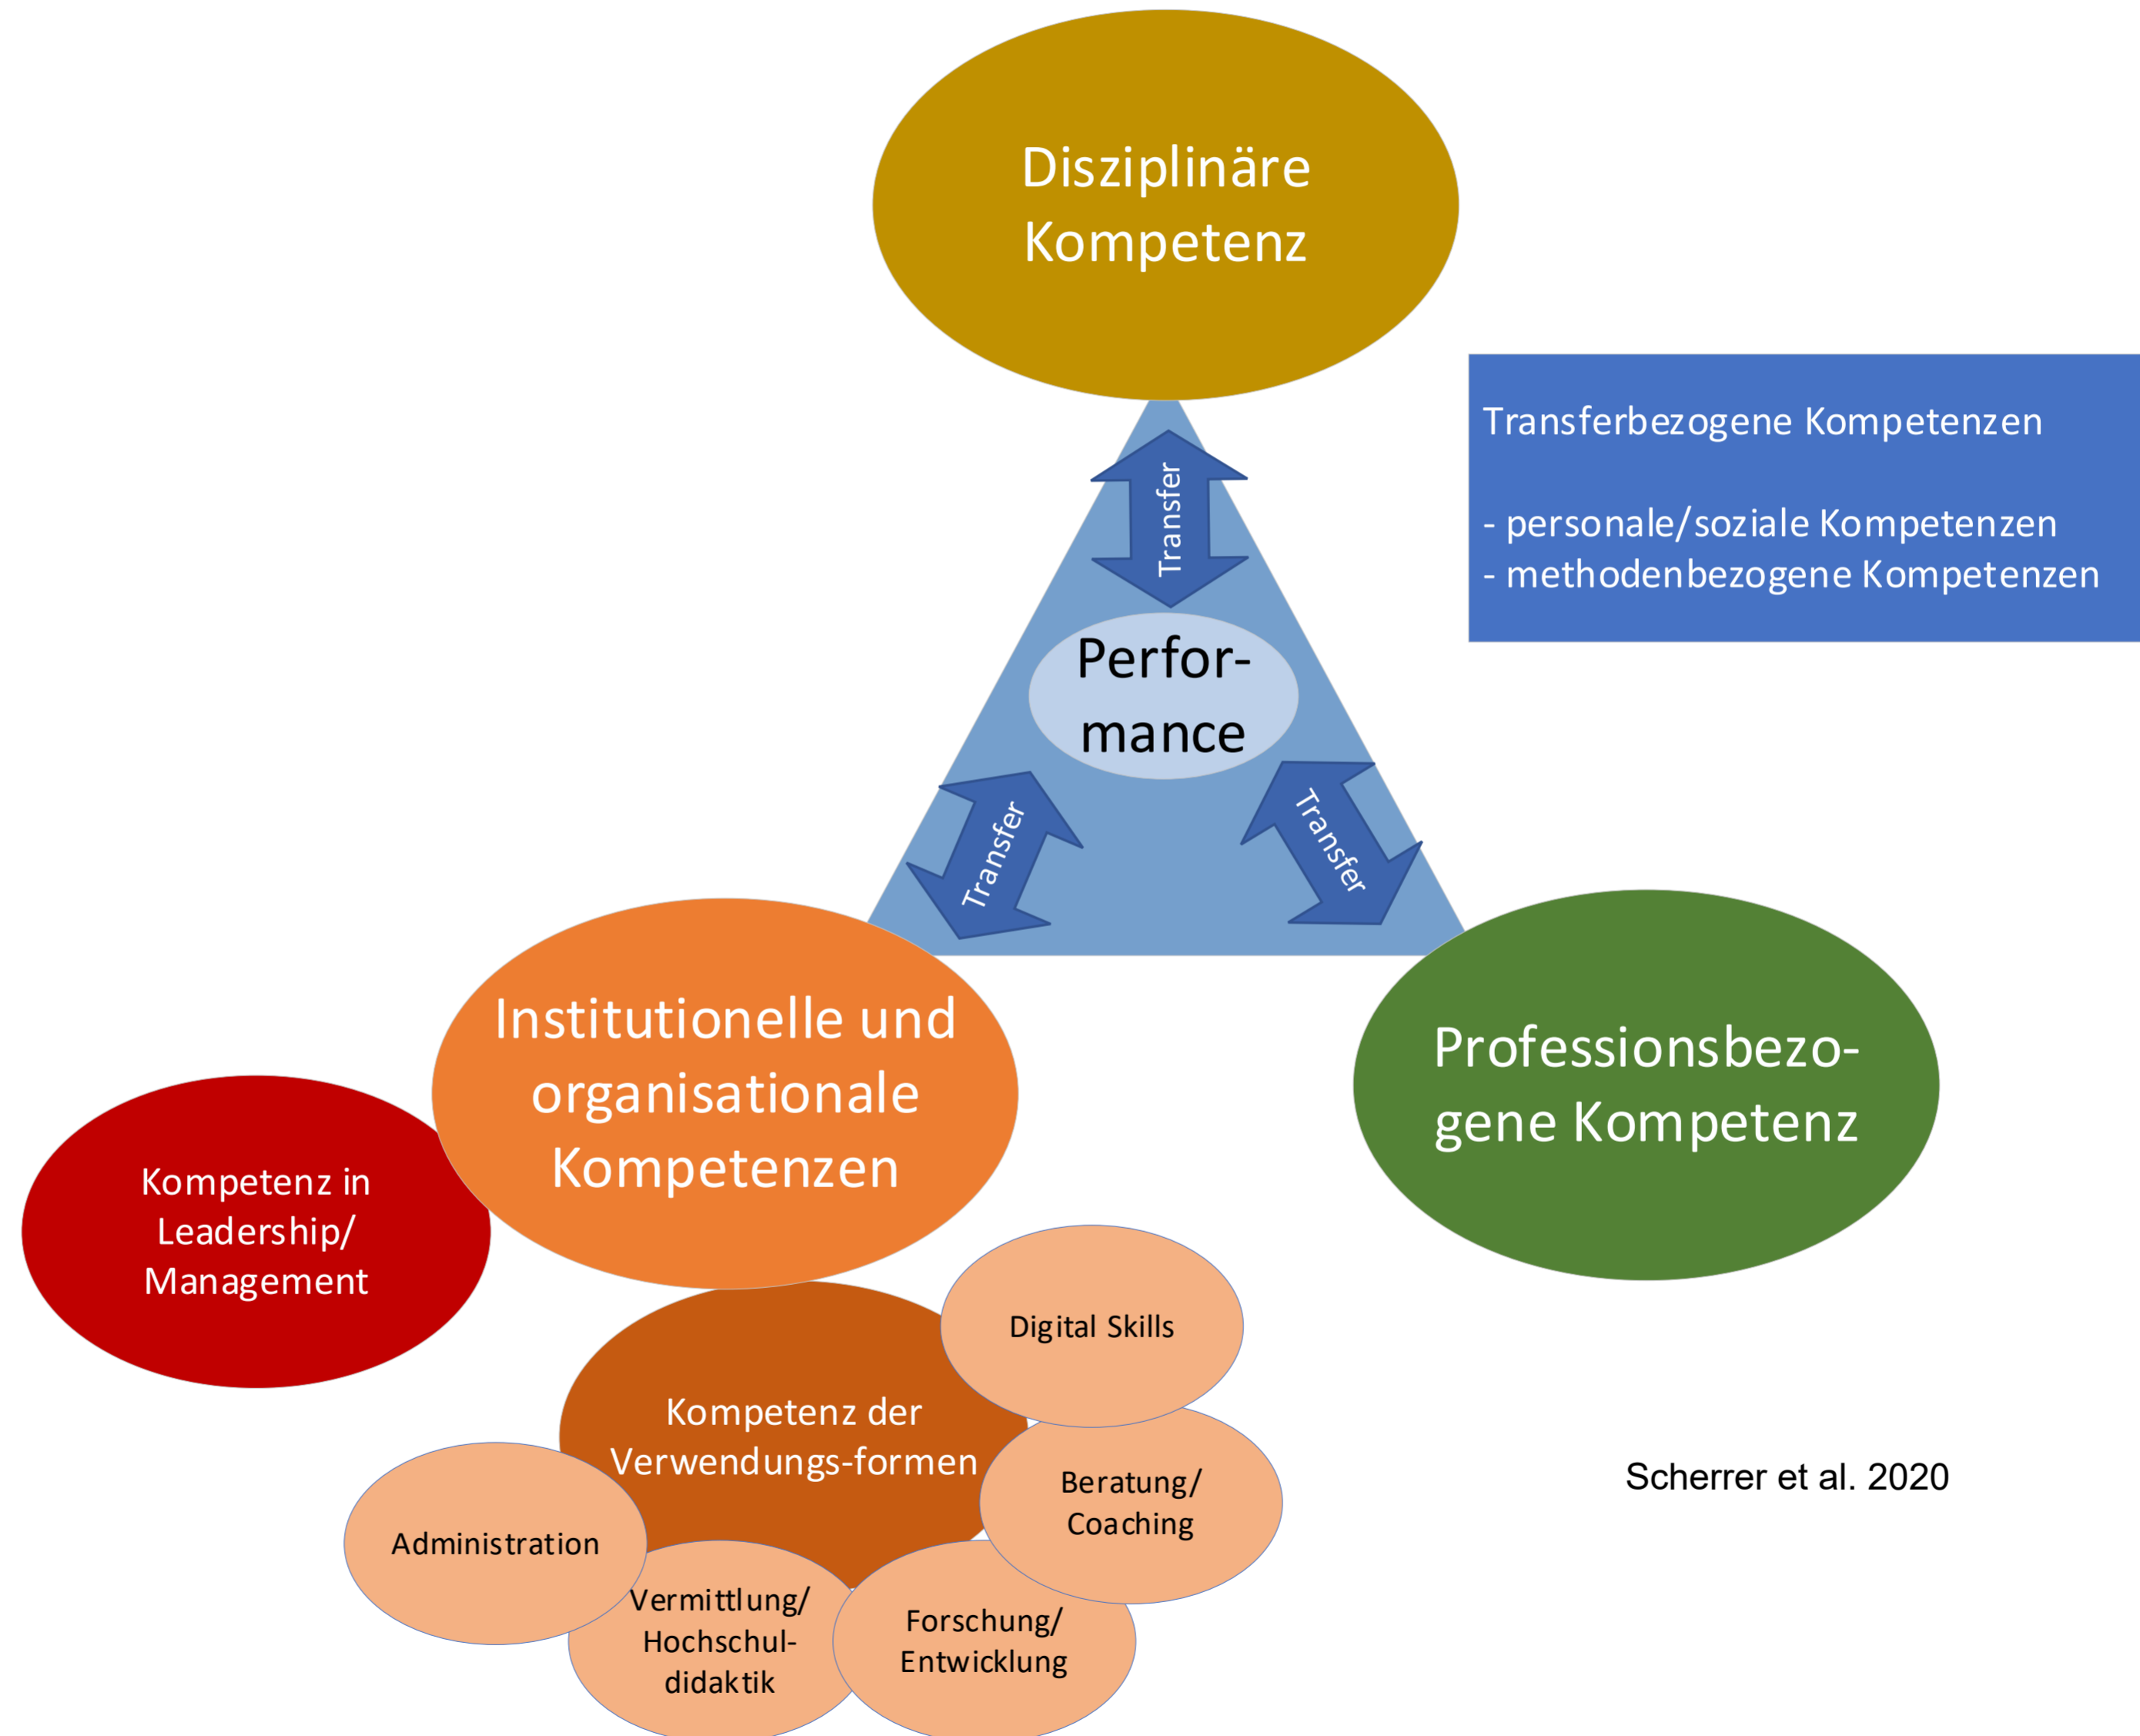 Disziplinäre
Kompetenz
Transferbezogene Kompetenzen
- personale/soziale Kompetenzen
- methodenbezogene Kompetenzen
Transfer
Perfor-
mance
Transfer
Transfer
Institutionelle und
organisationale
Kompetenzen
Professionsbezo-
gene Kompetenz
Kompetenz in
Leadership/
Management
Digital Skills
Kompetenz der
Verwendungs-formen
Beratung/
Coaching
Administration
Vermittlung/
Hochschul-
didaktik
Forschung/
Entwicklung
Scherrer et al. 2020